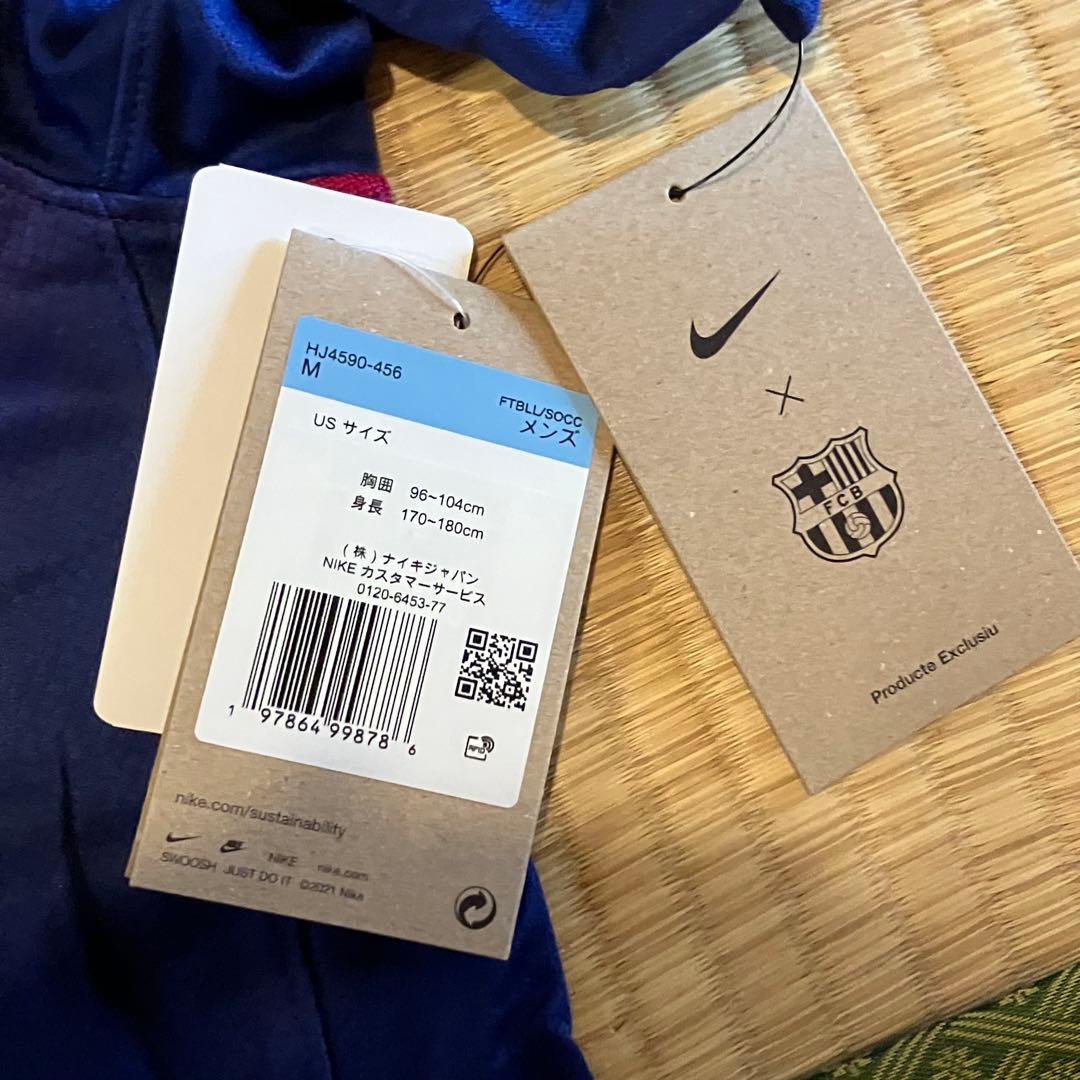 HJ4590-456
M
FTBLL/SOCC
メンズ
US サイズ
胸囲 96~104cm
身長 170~180cm
(株)ナイキジャパン
NIKE カスタマーサービス
0120-6453-77
1 97864 99878 6
RFID
nike.com/sustainability
NIKE nike.com
SWOOSH JUST DO IT ©2021 Nike
FCB
Producte Exclusiu